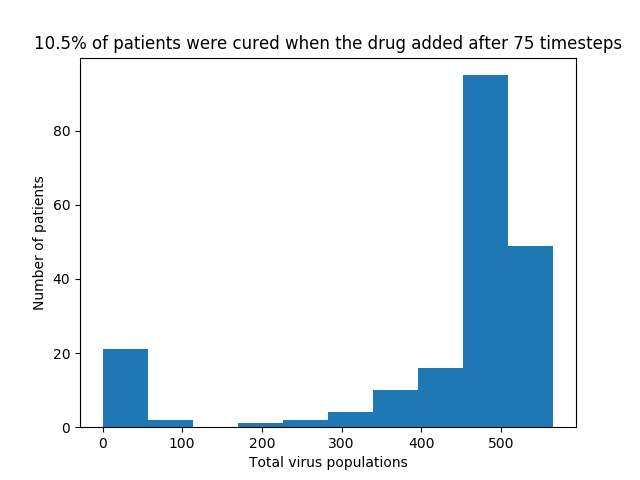 10.5% of patients were cured when the drug added after 75 timesteps
80
60
40
20
0
Number of patients
0 100 200 300 400 500
Total virus populations